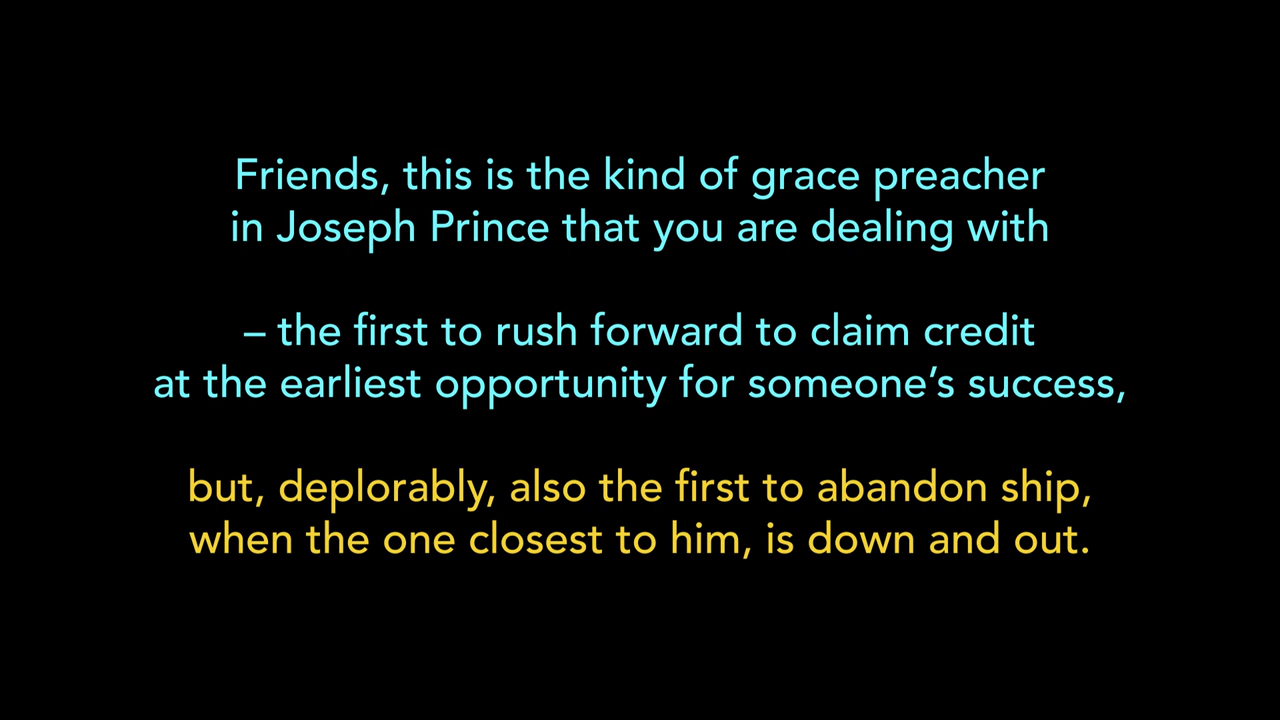 Friends, this is the kind of grace preacher
in Joseph Prince that you are dealing with
– the first to rush forward to claim credit
at the earliest opportunity for someone’s success,
but, deplorably, also the first to abandon ship,
when the one closest to him, is down and out.